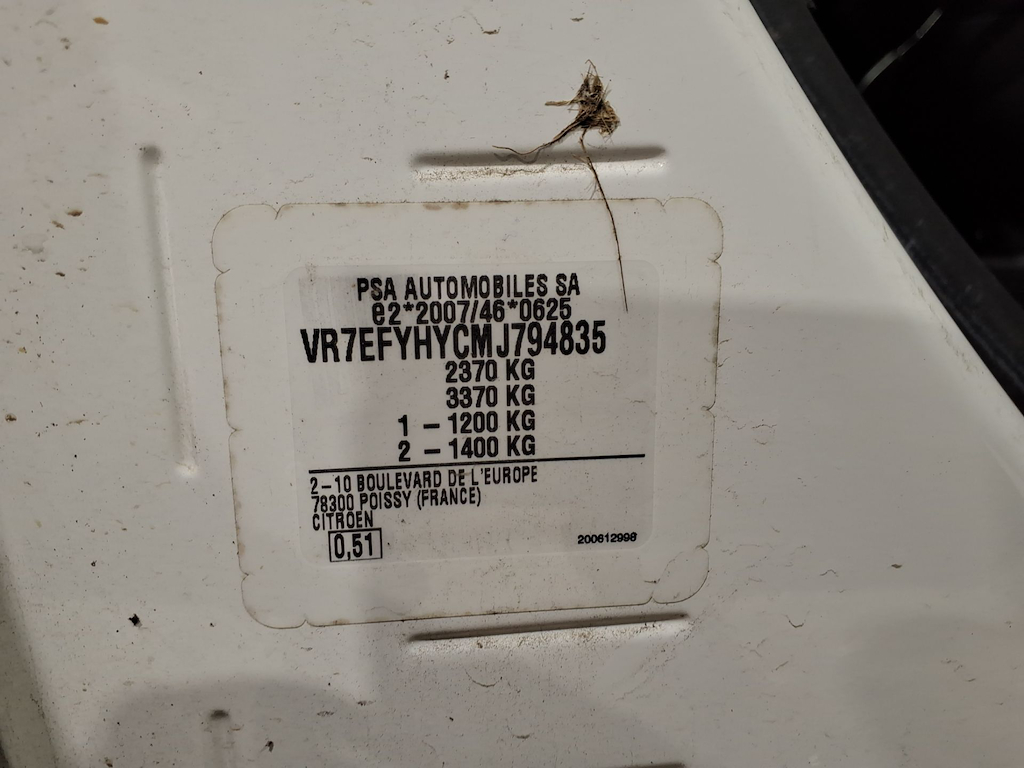 PSA AUTOMOBILES SA
e2*2007/46*0625
VR7EFYHYCMJ794835
2370 KG
3370 KG
1 - 1200 KG
2 - 1400 KG
2-10 BOULEVARD DE L'EUROPE
78300 POISSY (FRANCE)
CITROEN
0,51
200612998